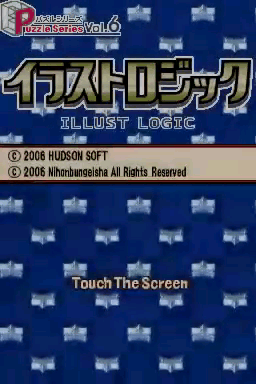 パズルシリーズ
Puzzle Series Vol.6
イラストロジック
ILLUST LOGIC
© 2006 HUDSON SOFT
© 2006 Nihonbungeisha All Rights Reserved
Touch The Screen